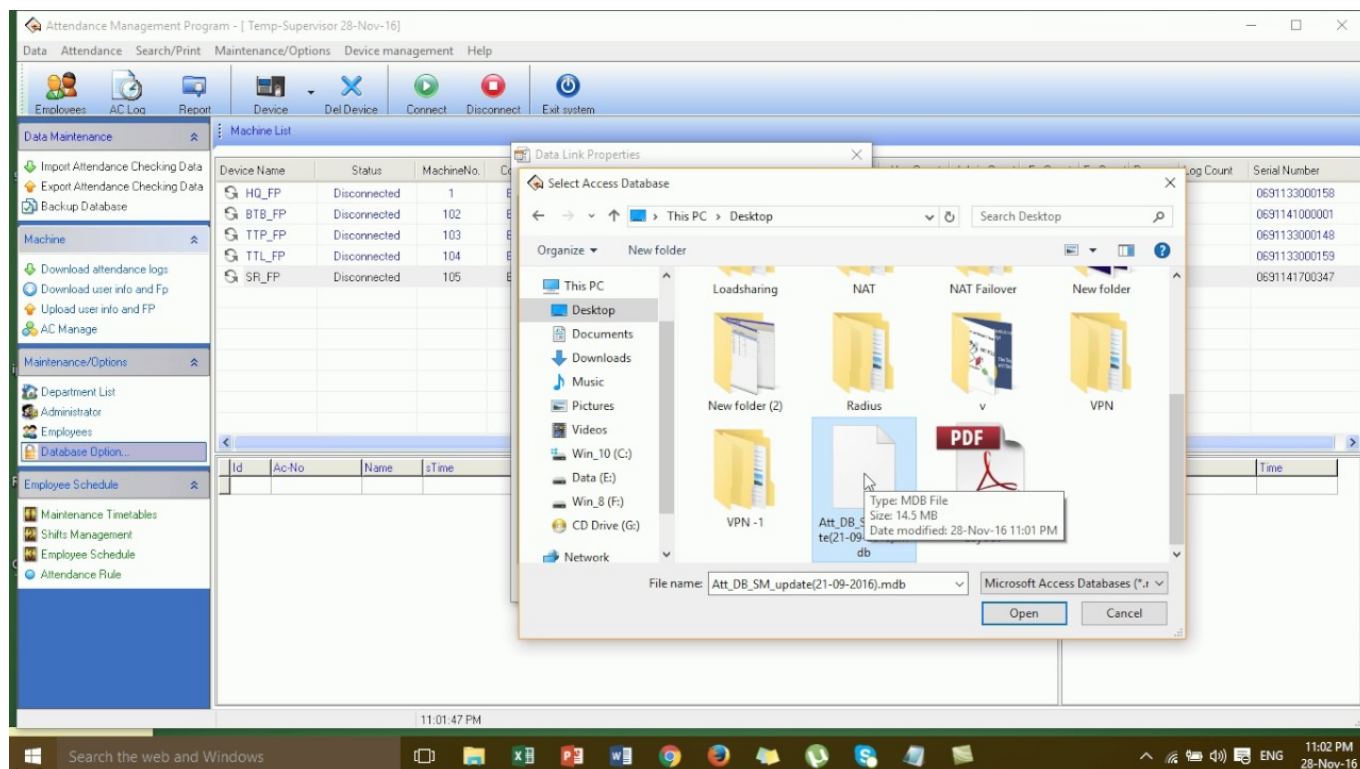 Attendance Management Program - [ Temp-Supervisor 28-Nov-16]
Data Attendance Search/Print Maintenance/Options Device management Help
Employees AC Log Report Device Del Device Connect Disconnect Exit system
Data Maintenance
Import Attendance Checking Data
Export Attendance Checking Data
Backup Database
Machine
Download attendance logs
Download user info and Fp
Upload user info and FP
AC Manage
Maintenance/Options
Department List
Administrator
Employees
Database Option...
Employee Schedule
Maintenance Timetables
Shifts Management
Employee Schedule
Attendance Rule
Machine List
Device Name Status MachineNo. Log Count Serial Number
HQ_FP Disconnected 1 0691133000158
BTB_FP Disconnected 102 0691141000001
TTP_FP Disconnected 103 0691133000148
TTL_FP Disconnected 104 0691133000159
SR_FP Disconnected 105 0691141700347
Id Ac-No Name sTime Time
Data Link Properties
Select Access Database
This PC > Desktop
Search Desktop
Organize New folder
This PC
Desktop
Documents
Downloads
Music
Pictures
Videos
Win_10 (C:)
Data (E:)
Win_8 (F:)
CD Drive (G:)
Network
Loadsharing NAT NAT Failover New folder
New folder (2) Radius v VPN
PDF
VPN -1
Att_DB_S
te(21-09-
db
Type: MDB File
Size: 14.5 MB
Date modified: 28-Nov-16 11:01 PM
File name: Att_DB_SM_update(21-09-2016).mdb
Microsoft Access Databases (*.r
Open Cancel
11:01:47 PM
Search the web and Windows
ENG
11:02 PM
28-Nov-16